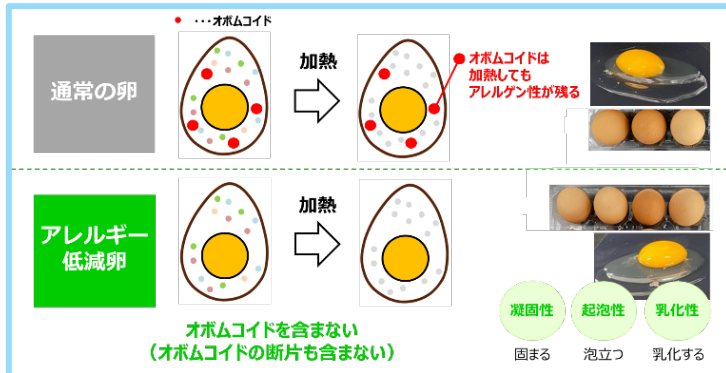 ● ・・・オボムコイド
通常の卵
加熱
オボムコイドは
加熱しても
アレルゲン性が残る
アレルギー
低減卵
加熱
オボムコイドを含まない
（オボムコイドの断片も含まない）
凝固性
起泡性
乳化性
固まる
泡立つ
乳化する